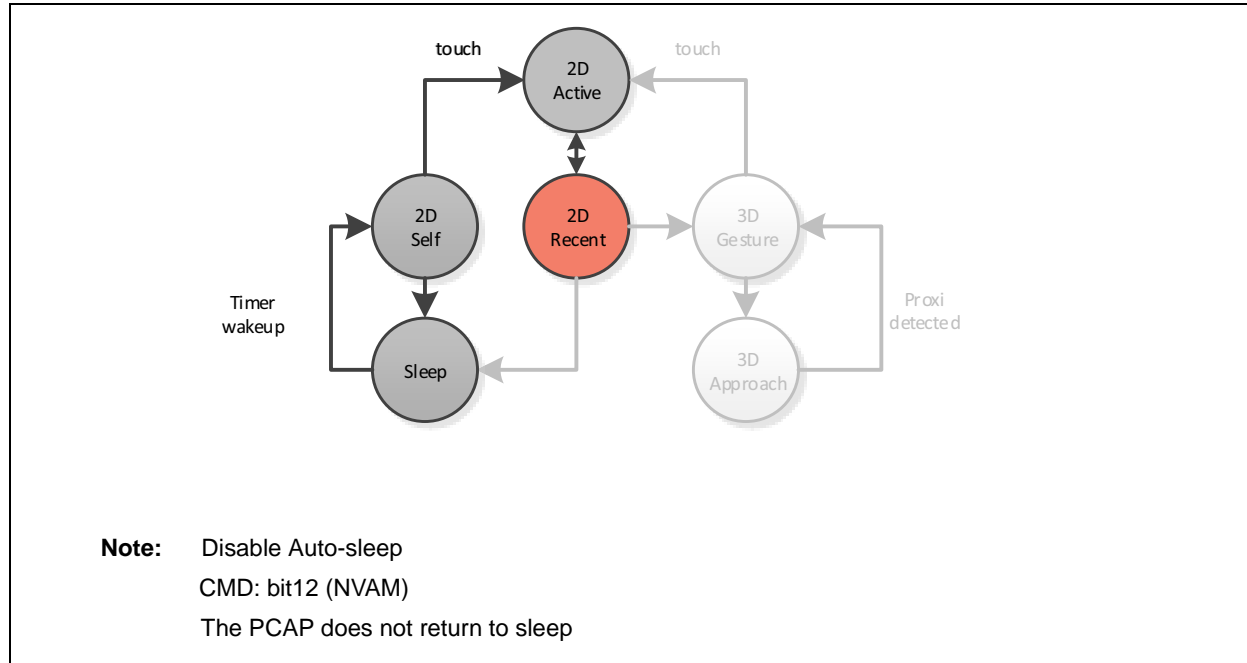 touch
touch
2D
Active
2D
Self
2D
Recent
3D
Gesture
Timer
wakeup
Proxi
detected
Sleep
3D
Approach
Note: Disable Auto-sleep
CMD: bit12 (NVAM)
The PCAP does not return to sleep